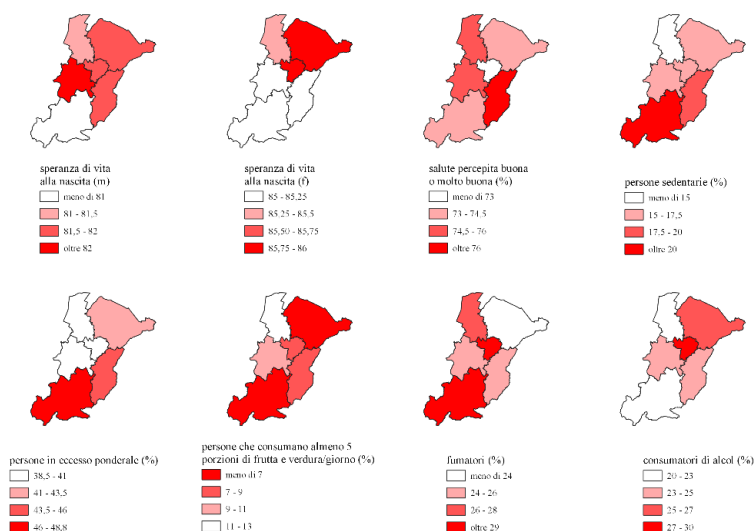 speranza di vita
alla nascita (m)
meno di 81
81 - 81,5
81,5 - 82
oltre 82
speranza di vita
alla nascita (f)
85 - 85,25
85,25 - 85,5
85,50 - 85,75
85,75 - 86
salute percepita buona
o molto buona (%)
meno di 73
73 - 74,5
74,5 - 76
oltre 76
persone sedentarie (%)
meno di 15
15 - 17,5
17,5 - 20
oltre 20
persone in eccesso ponderale (%)
38,5 - 41
41 - 43,5
43,5 - 46
46 - 48,8
persone che consumano almeno 5
porzioni di frutta e verdura/giorno (%)
meno di 7
7 - 9
9 - 11
11 - 13
fumatori (%)
meno di 24
24 - 26
26 - 28
oltre 29
consumatori di alcol (%)
20 - 23
23 - 25
25 - 27
27 - 30